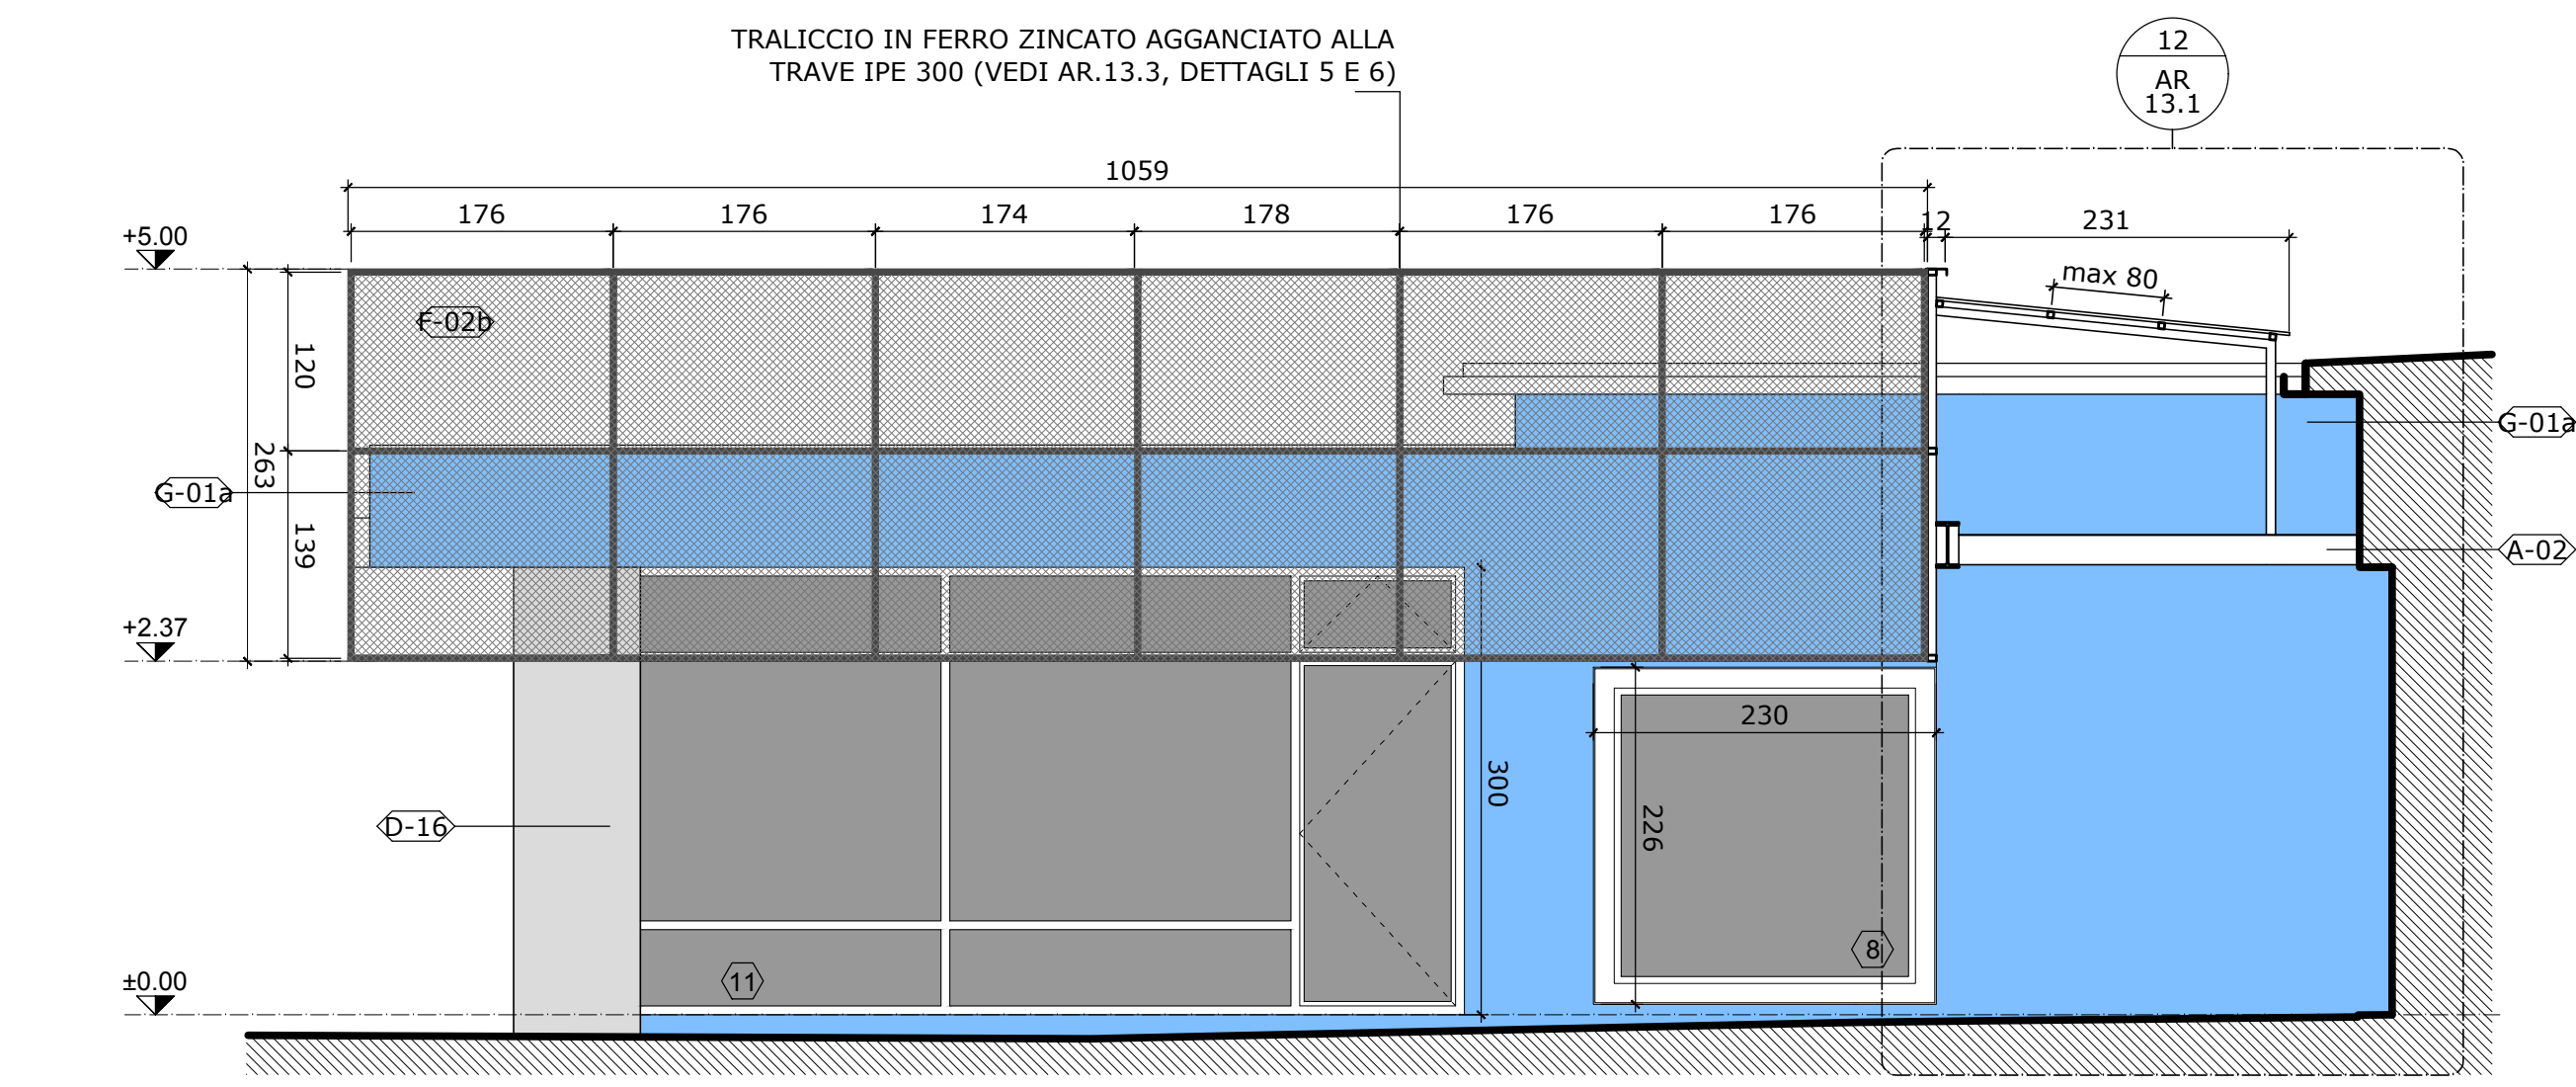 TRALICCIO IN FERRO ZINCATO AGGANCIATO ALLA
TRAVE IPE 300 (VEDI AR.13.3, DETTAGLI 5 E 6)
12
AR
13.1
1059
176
176
174
178
176
176
12
231
+5.00
max 80
F-02b
120
263
G-01a
G-01a
139
A-02
+2.37
230
300
226
D-16
8
11
±0.00